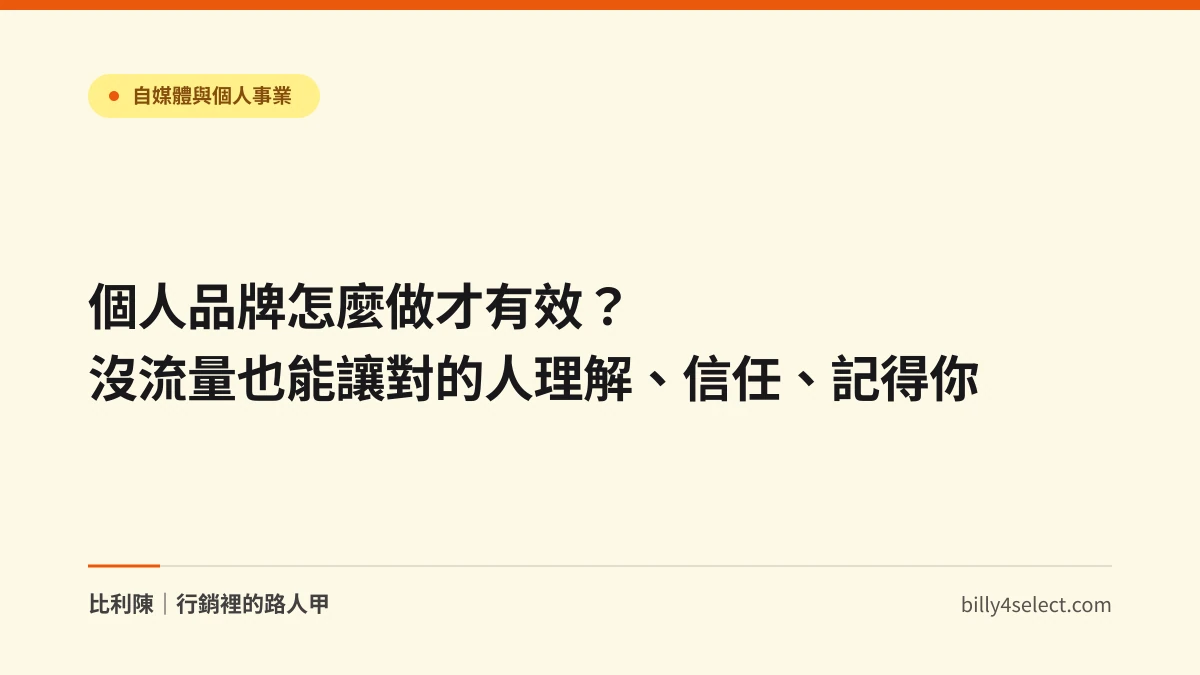 自媒體與個人事業
個人品牌怎麼做才有效？
沒流量也能讓對的人理解、信任、記得你
比利陳｜行銷裡的路人甲
billy4select.com